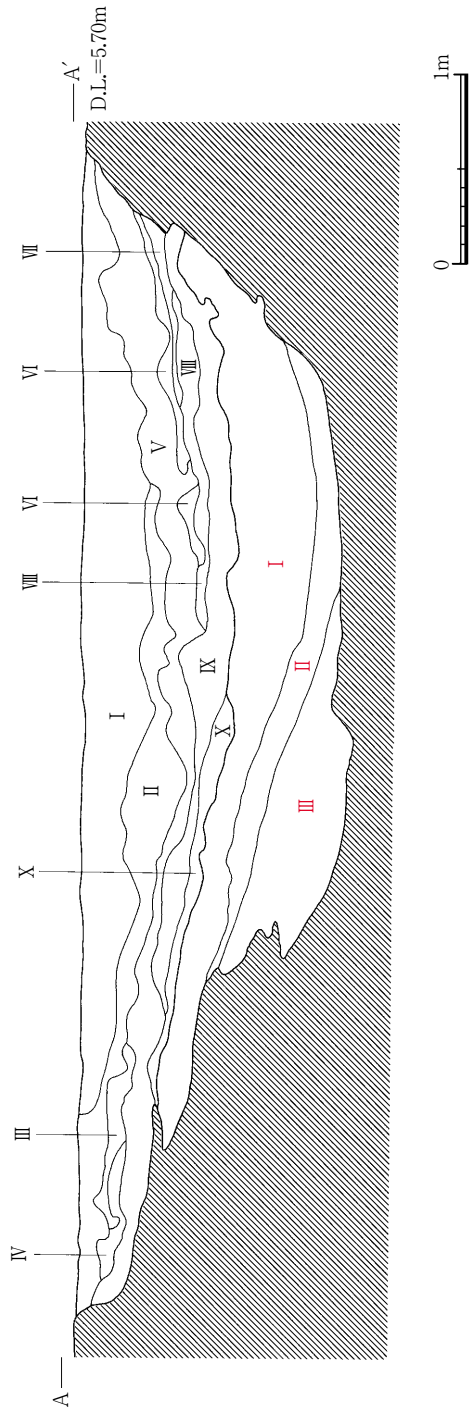 A A′
D.L.=5.70m
Ⅳ Ⅲ Ⅹ Ⅷ Ⅵ Ⅵ Ⅶ
Ⅰ
Ⅱ Ⅴ
Ⅷ
Ⅸ
Ⅹ
Ⅰ
Ⅱ
Ⅲ
0 1m